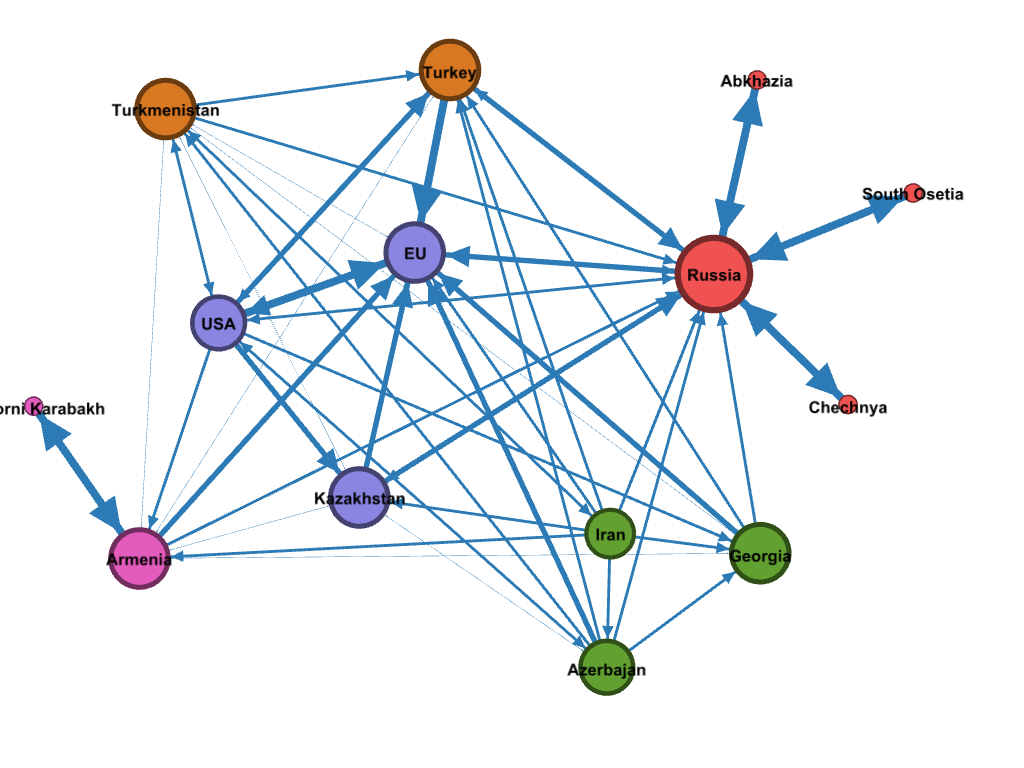 Turkey
Abkhazia
Turkmenistan
South Osetia
EU
Russia
USA
orni Karabakh
Chechnya
Kazakhstan
Iran
Georgia
Armenia
Azerbajan